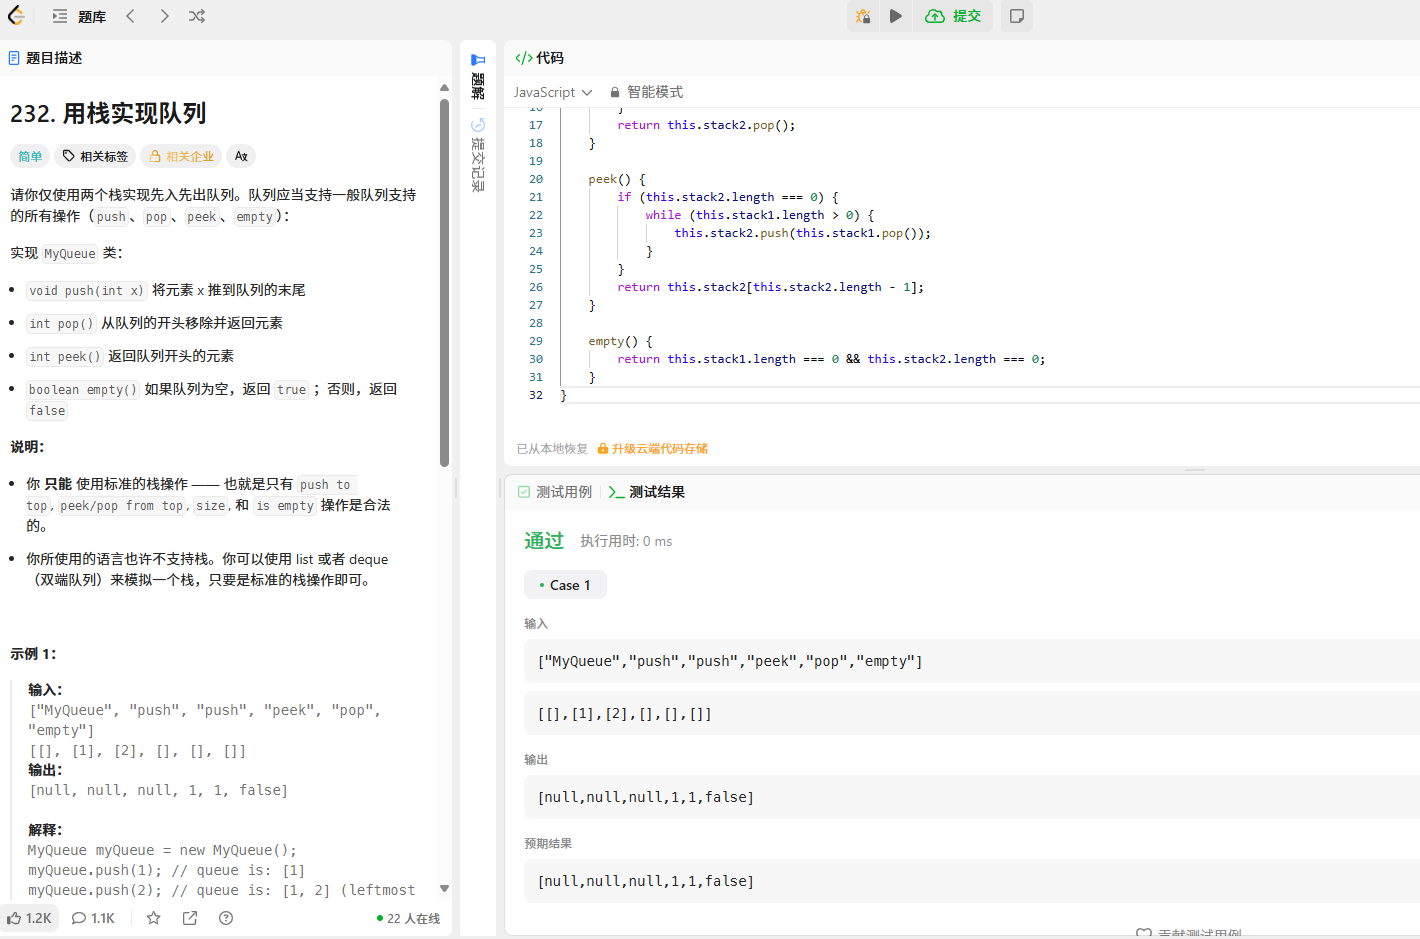 题库
提交
题目描述
232. 用栈实现队列
简单 相关标签 相关企业
请你仅使用两个栈实现先入先出队列。队列应当支持一般队列支持
的所有操作（push、pop、peek、empty）：
实现 MyQueue 类：
void push(int x) 将元素 x 推到队列的末尾
int pop() 从队列的开头移除并返回元素
int peek() 返回队列开头的元素
boolean empty() 如果队列为空，返回 true ；否则，返回
false
说明：
你 只能 使用标准的栈操作 —— 也就是只有 push to
top, peek/pop from top, size, 和 is empty 操作是合法
的。
你所使用的语言也许不支持栈。你可以使用 list 或者 deque
（双端队列）来模拟一个栈，只要是标准的栈操作即可。
示例 1：
输入：
["MyQueue", "push", "push", "peek", "pop",
"empty"]
[[], [1], [2], [], [], []]
输出：
[null, null, null, 1, 1, false]
解释：
MyQueue myQueue = new MyQueue();
myQueue.push(1); // queue is: [1]
myQueue.push(2); // queue is: [1, 2] (leftmost
1.2K 1.1K 22 人在线
题解
提交记录
</> 代码
JavaScript 智能模式
16 }
17 return this.stack2.pop();
18 }
19
20 peek() {
21 if (this.stack2.length === 0) {
22 while (this.stack1.length > 0) {
23 this.stack2.push(this.stack1.pop());
24 }
25 }
26 return this.stack2[this.stack2.length - 1];
27 }
28
29 empty() {
30 return this.stack1.length === 0 && this.stack2.length === 0;
31 }
32 }
已从本地恢复 升级云端代码存储
测试用例 测试结果
通过 执行用时: 0 ms
Case 1
输入
["MyQueue","push","push","peek","pop","empty"]
[[],[1],[2],[],[],[]]
输出
[null,null,null,1,1,false]
预期结果
[null,null,null,1,1,false]
贡献测试用例